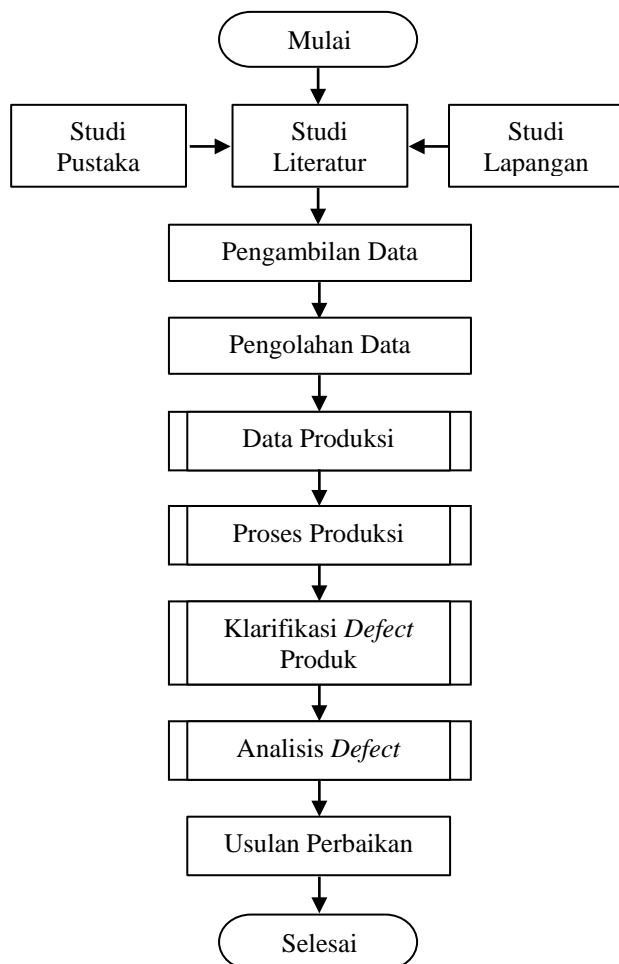 Mulai
Studi
Pustaka
Studi
Literatur
Studi
Lapangan
Pengambilan Data
Pengolahan Data
Data Produksi
Proses Produksi
Klarifikasi Defect
Produk
Analisis Defect
Usulan Perbaikan
Selesai